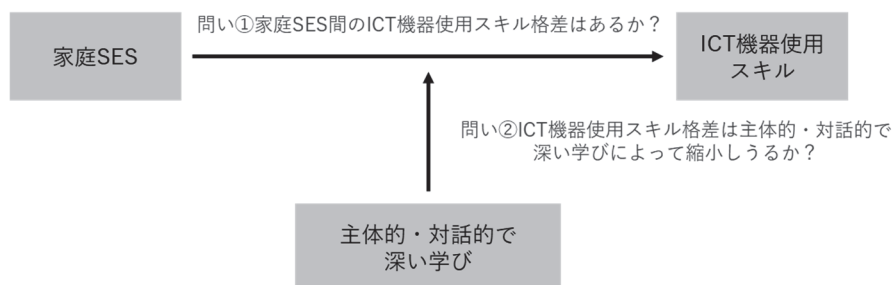 問い①家庭SES間のICT機器使用スキル格差はあるか？
家庭SES
ICT機器使用
スキル
問い②ICT機器使用スキル格差は主体的・対話的で
深い学びによって縮小しうるか？
主体的・対話的で
深い学び